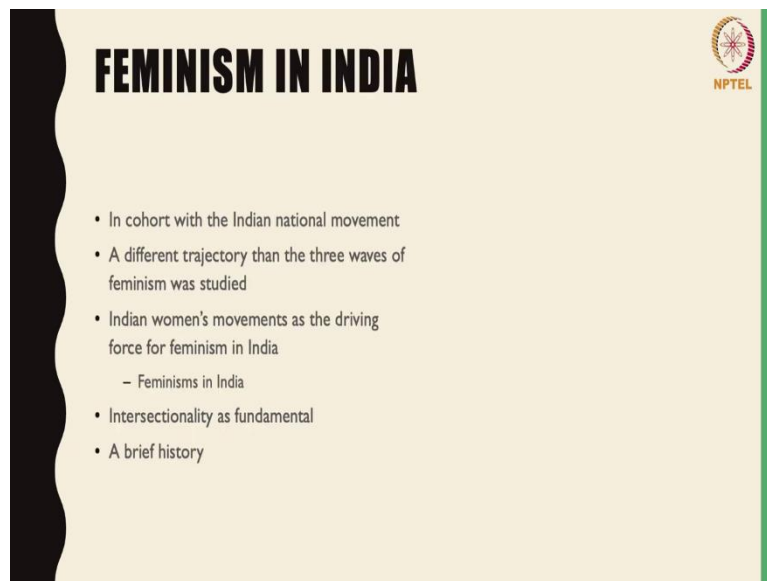 FEMINISM IN INDIA
NPTEL
• In cohort with the Indian national movement
• A different trajectory than the three waves of
feminism was studied
• Indian women's movements as the driving
force for feminism in India
– Feminisms in India
• Intersectionality as fundamental
• A brief history